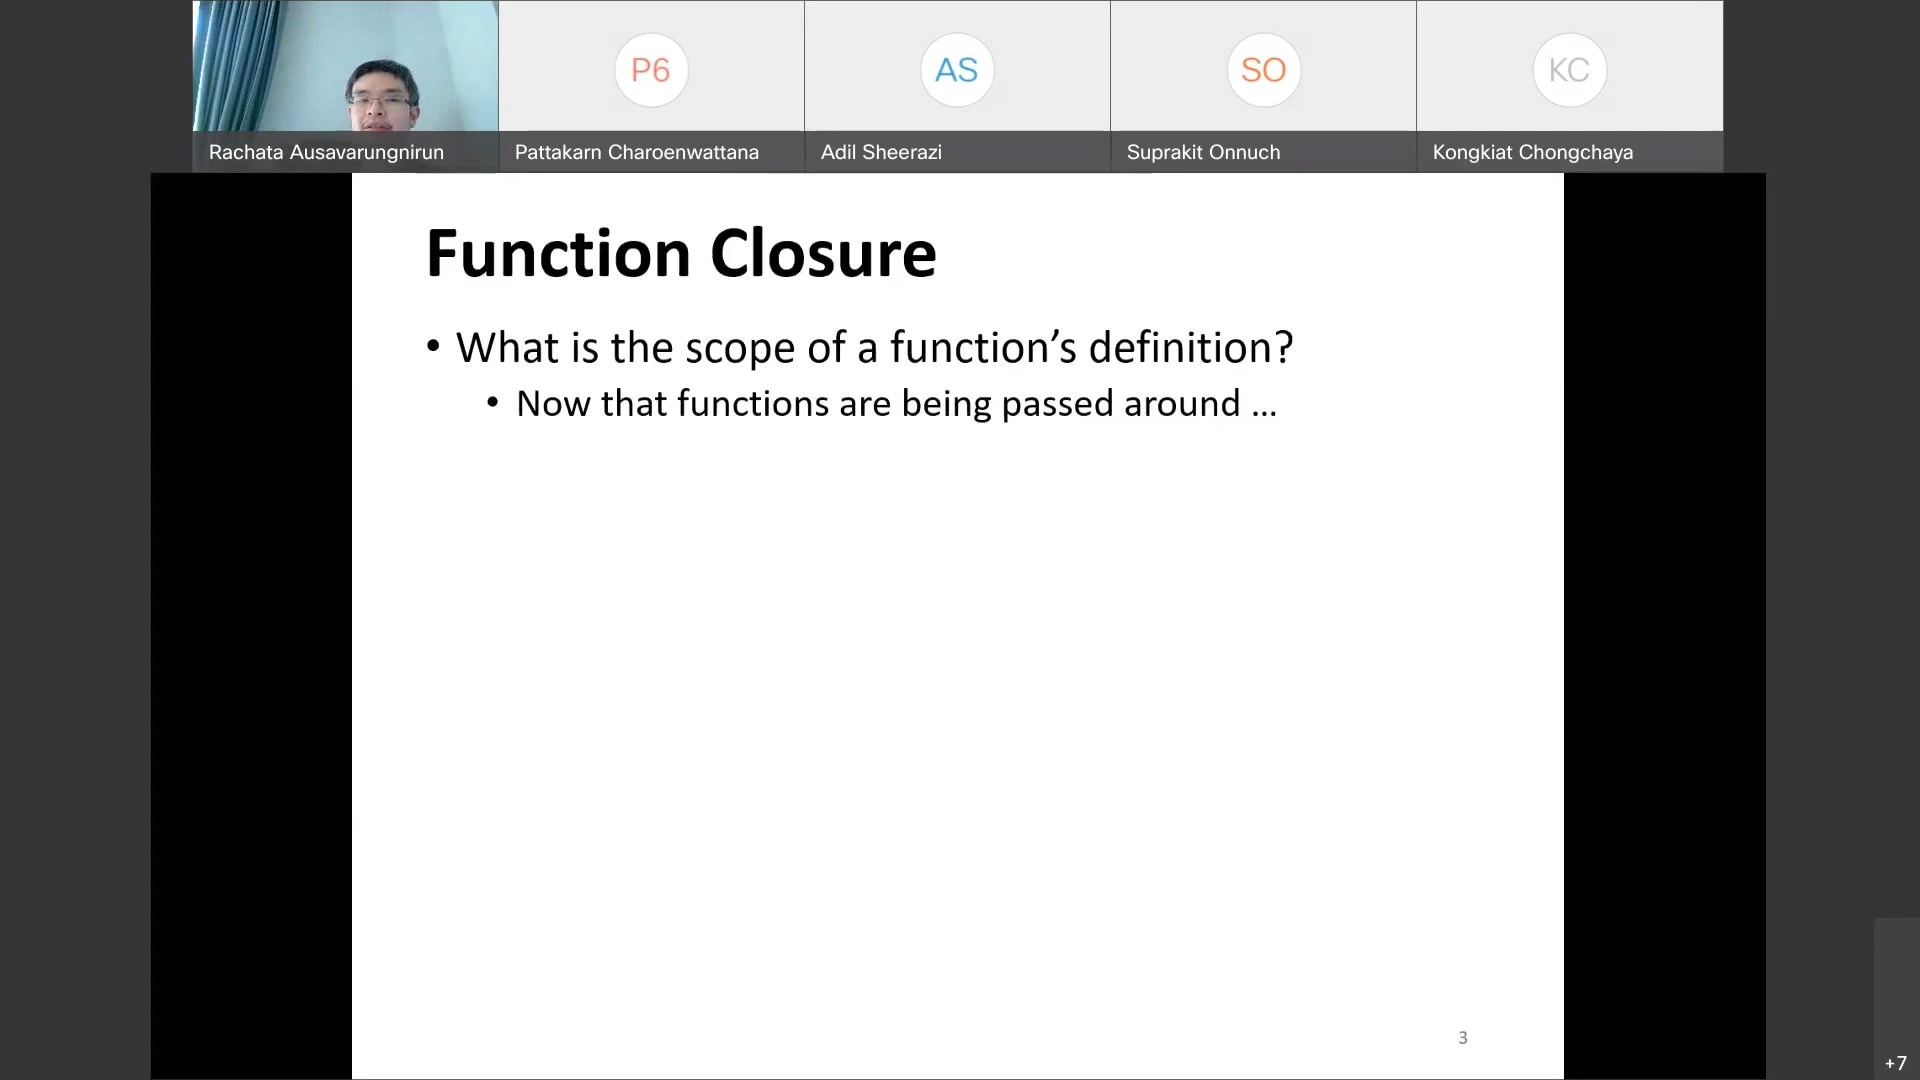 P6
AS
SO
KC
Rachata Ausavarungnirun
Pattakarn Charoenwattana
Adil Sheerazi
Suprakit Onnuch
Kongkiat Chongchaya
Function Closure
• What is the scope of a function’s definition?
• Now that functions are being passed around ...
3
+7